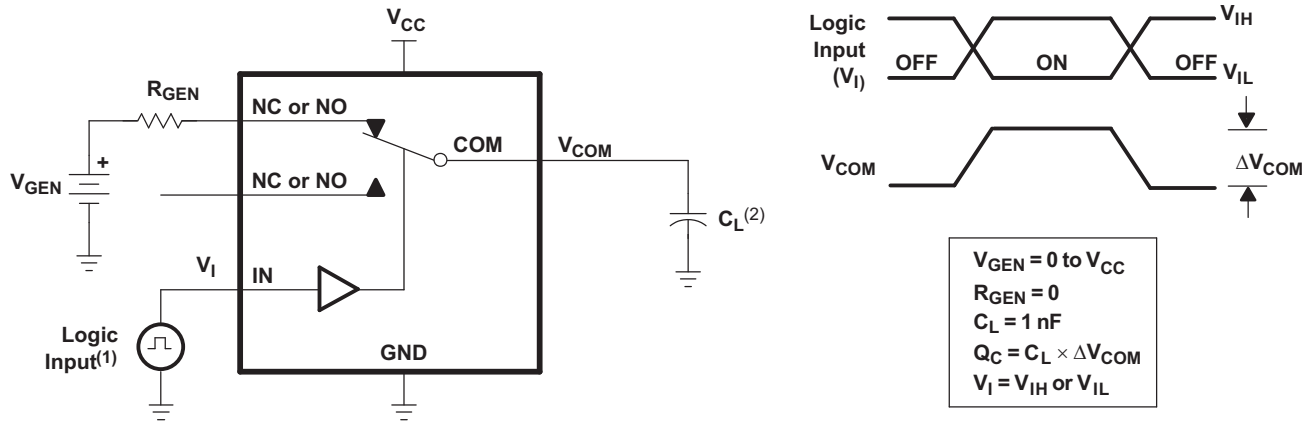 V_CC
R_GEN
NC or NO
COM
V_COM
+
V_GEN
NC or NO
C_L(2)
V_I
IN
Logic
Input(1)
GND
Logic
Input
(V_I)
V_IH
OFF
ON
OFF
V_IL
V_COM
ΔV_COM
V_GEN = 0 to V_CC
R_GEN = 0
C_L = 1 nF
Q_C = C_L × ΔV_COM
V_I = V_IH or V_IL